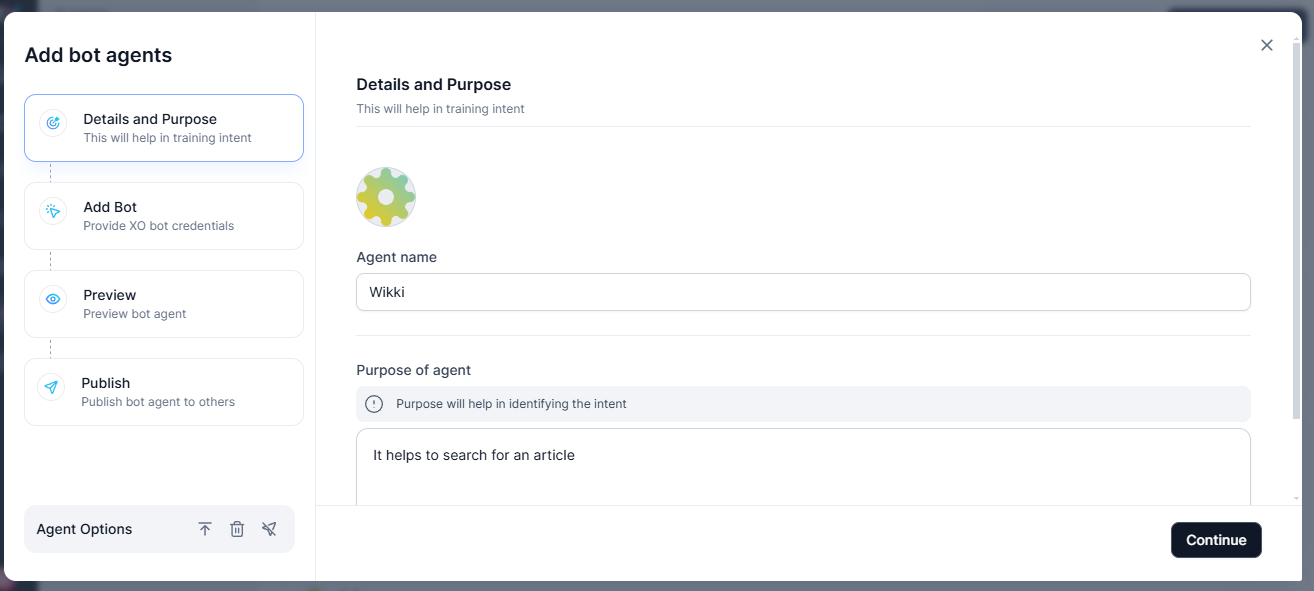 Add bot agents
Details and Purpose
This will help in training intent
Add Bot
Provide XO bot credentials
Preview
Preview bot agent
Publish
Publish bot agent to others
Agent Options
Details and Purpose
This will help in training intent
Agent name
Wikki
Purpose of agent
Purpose will help in identifying the intent
It helps to search for an article
Continue